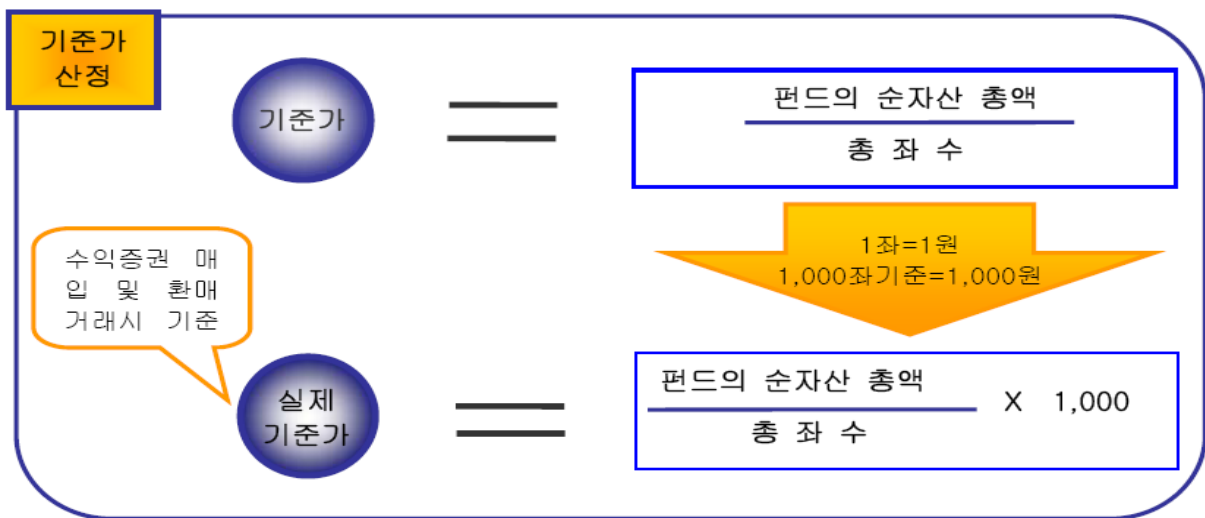 기준가
산정
기준가
펀드의 순자산 총액
총 좌 수
1좌=1원
1,000좌기준=1,000원
수익증권 매
입 및 환매
거래시 기준
실제
기준가
펀드의 순자산 총액
총 좌 수
X 1,000